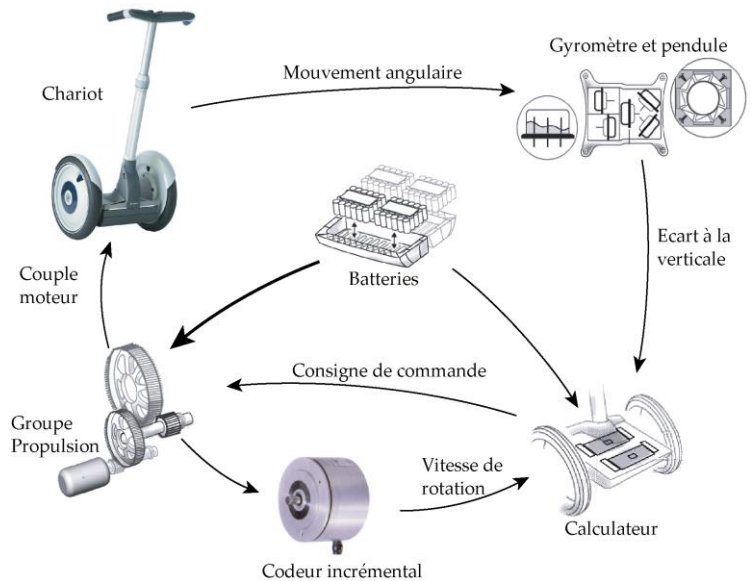 Gyromètre et pendule
Mouvement angulaire
Chariot
Ecart à la
verticale
Couple
moteur
Batteries
Consigne de commande
Groupe
Propulsion
Vitesse de
rotation
Calculateur
Codeur incrémental